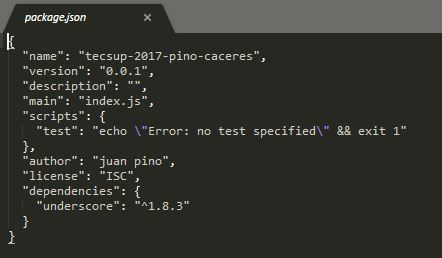 package.json ×
{
  "name": "tecsup-2017-pino-caceres",
  "version": "0.0.1",
  "description": "",
  "main": "index.js",
  "scripts": {
    "test": "echo \"Error: no test specified\" && exit 1"
  },
  "author": "juan pino",
  "license": "ISC",
  "dependencies": {
    "underscore": "^1.8.3"
  }
}